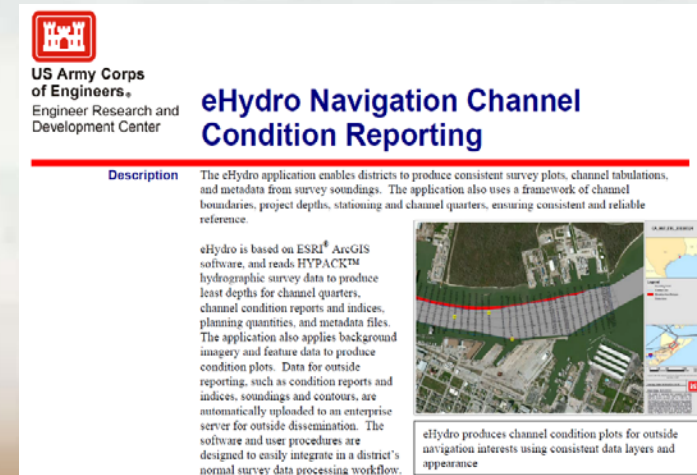 US Army Corps
of Engineers®
Engineer Research and
Development Center
eHydro Navigation Channel
Condition Reporting
Description
The eHydro application enables districts to produce consistent survey plots, channel tabulations,
and metadata from survey soundings. The application also uses a framework of channel
boundaries, project depths, stationing and channel quarters, ensuring consistent and reliable
reference.
eHydro is based on ESRI® ArcGIS
software, and reads HYPACK™
hydrographic survey data to produce
least depths for channel quarters,
channel condition reports and indices,
planning quantities, and metadata files.
The application also applies background
imagery and feature data to produce
condition plots. Data for outside
reporting, such as condition reports and
indices, soundings and contours, are
automatically uploaded to an enterprise
server for outside dissemination. The
software and user procedures are
designed to easily integrate in a district's
normal survey data processing workflow.
eHydro produces channel condition plots for outside
navigation interests using consistent data layers and
appearance